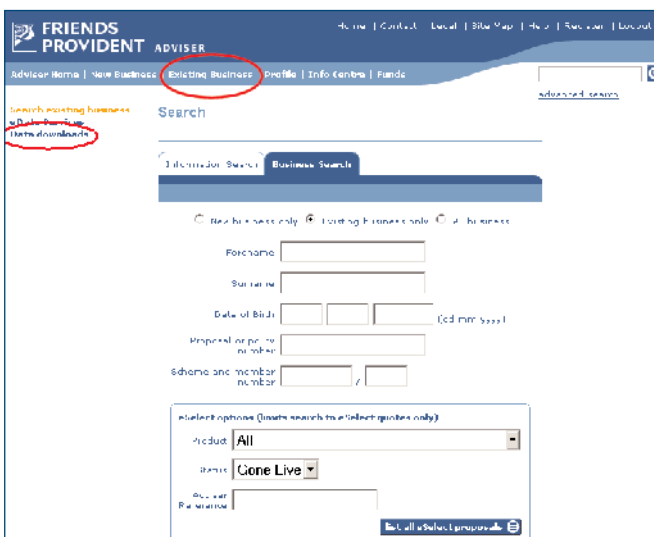 FRIENDS
PROVIDENT ADVISER
Home | Contact Legal | Site Map | Help | Register | Logout
Adviser Home | New Business | Existing Business | Profile | Info Centre | Funds
advanced search
Search existing business
eData Services
Data downloads
Search
Information Search
Business Search
New business only
Existing business only
All business
Forename
Surname
Date of Birth
(dd mm yyyy)
Proposal or policy
number
Scheme and member
number
/
eSelect options (limits search to eSelect quotes only)
Product All
Status Gone Live
Adviser
Reference
List all eSelect proposals